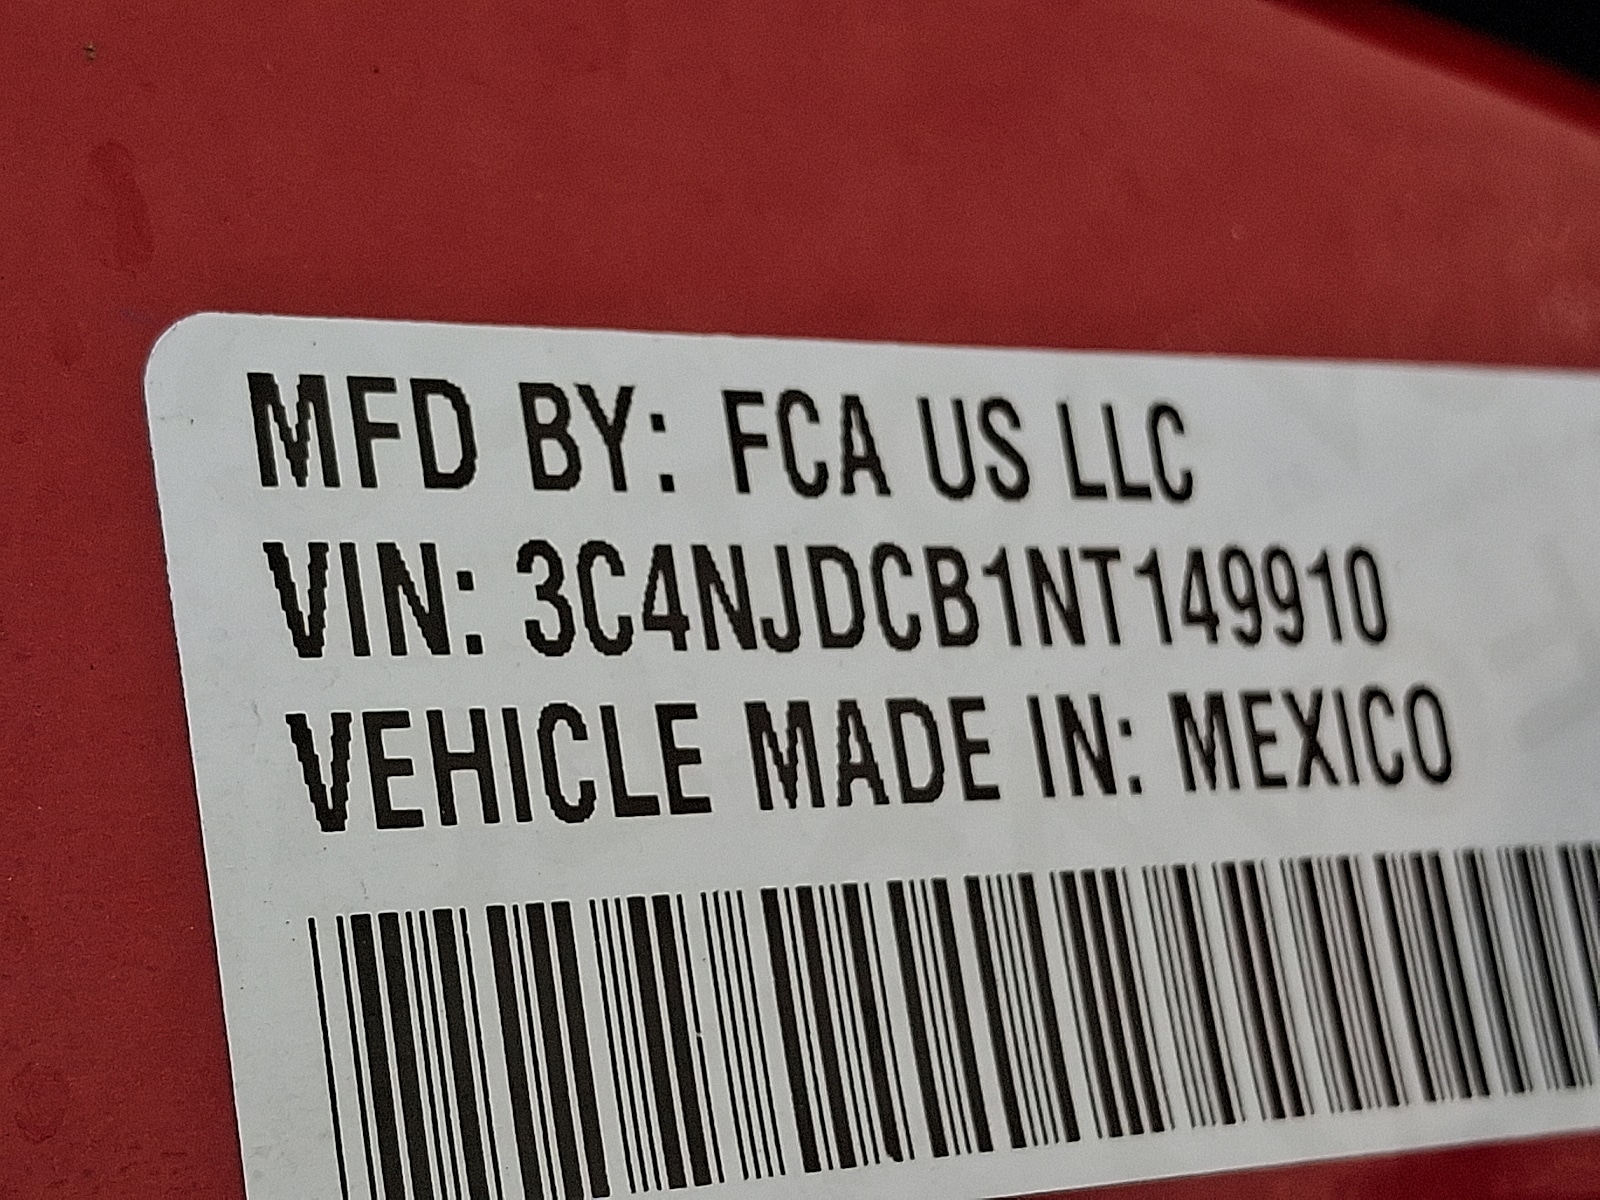 MFD BY: FCA US LLC
VIN: 3C4NJDCB1NT149910
VEHICLE MADE IN: MEXICO